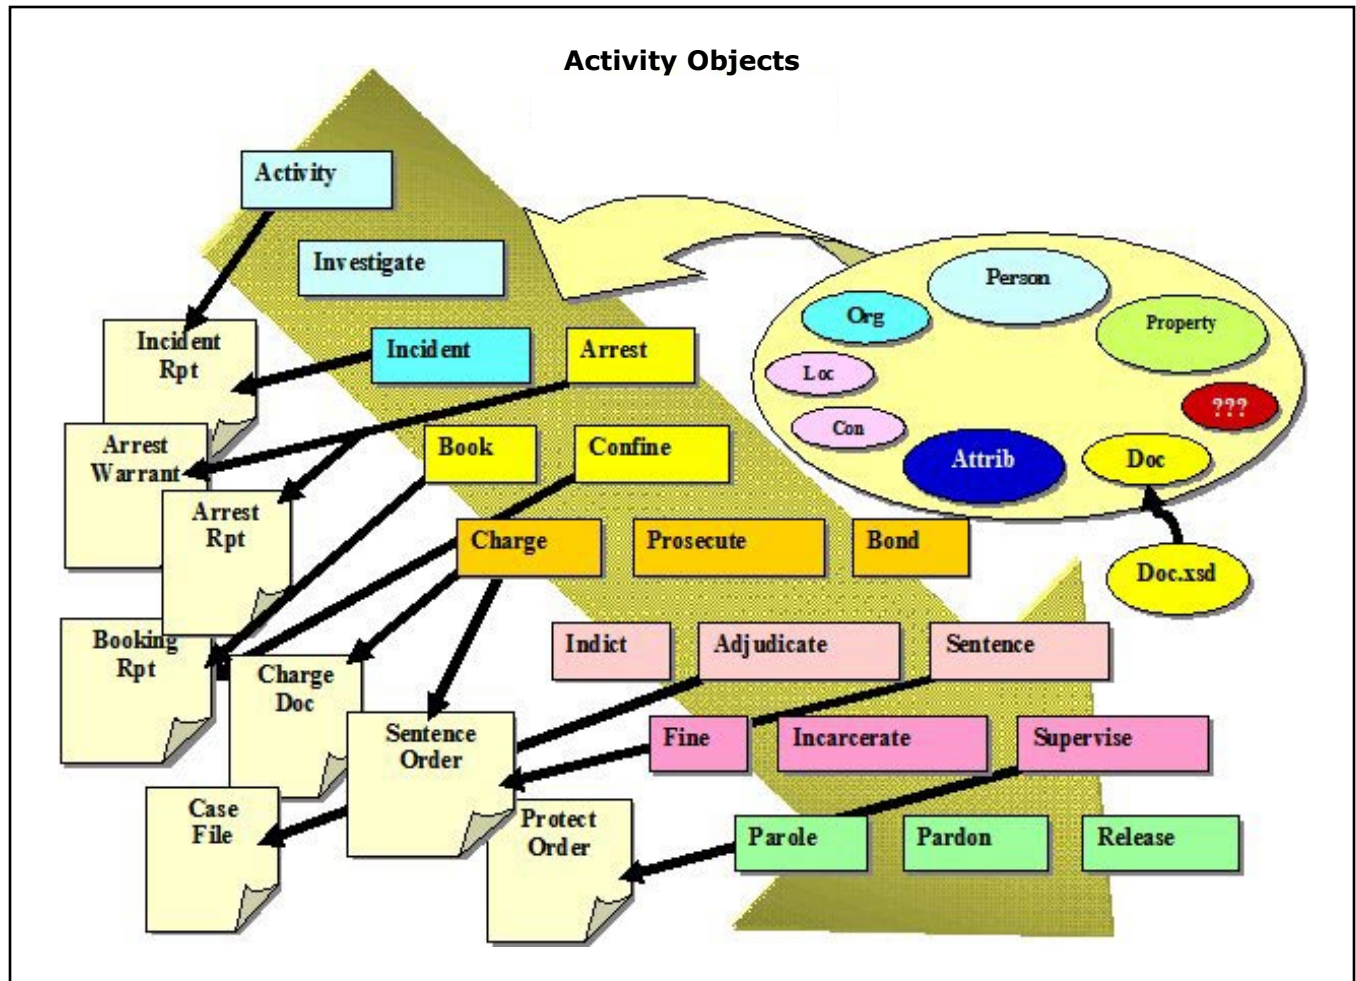 Activity Objects
Activity
Investigate
Person
Org
Property
Incident
Rpt
Incident
Arrest
Loc
???
Con
Arrest
Warrant
Book
Confine
Attrib
Doc
Arrest
Rpt
Charge
Prosecute
Bond
Doc.xsd
Booking
Rpt
Indict
Adjudicate
Sentence
Charge
Doc
Sentence
Order
Fine
Incarcerate
Supervise
Case
File
Protect
Order
Parole
Pardon
Release